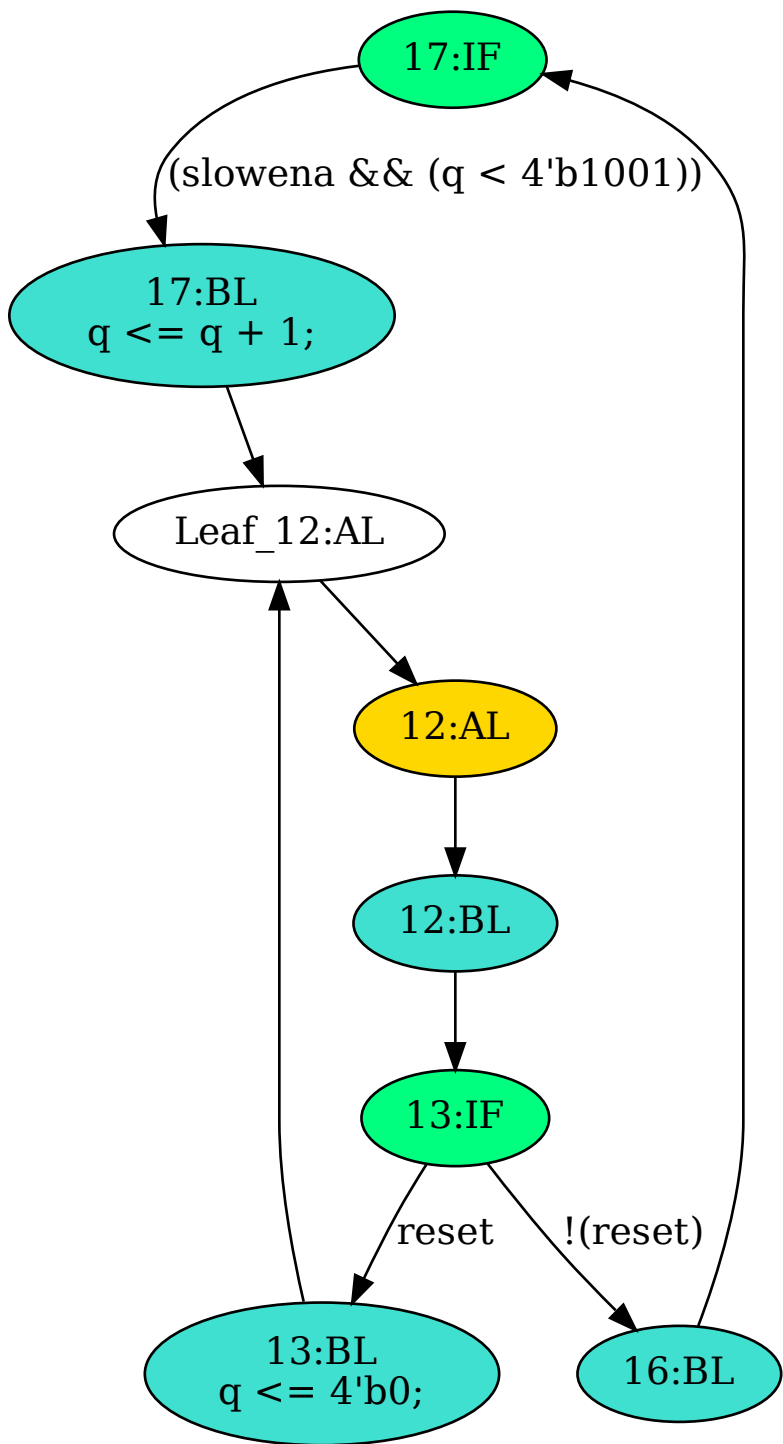 17:IF
(slowena && (q < 4'b1001))
17:BL
q <= q + 1;
Leaf_12:AL
12:AL
12:BL
13:IF
reset
!(reset)
13:BL
q <= 4'b0;
16:BL